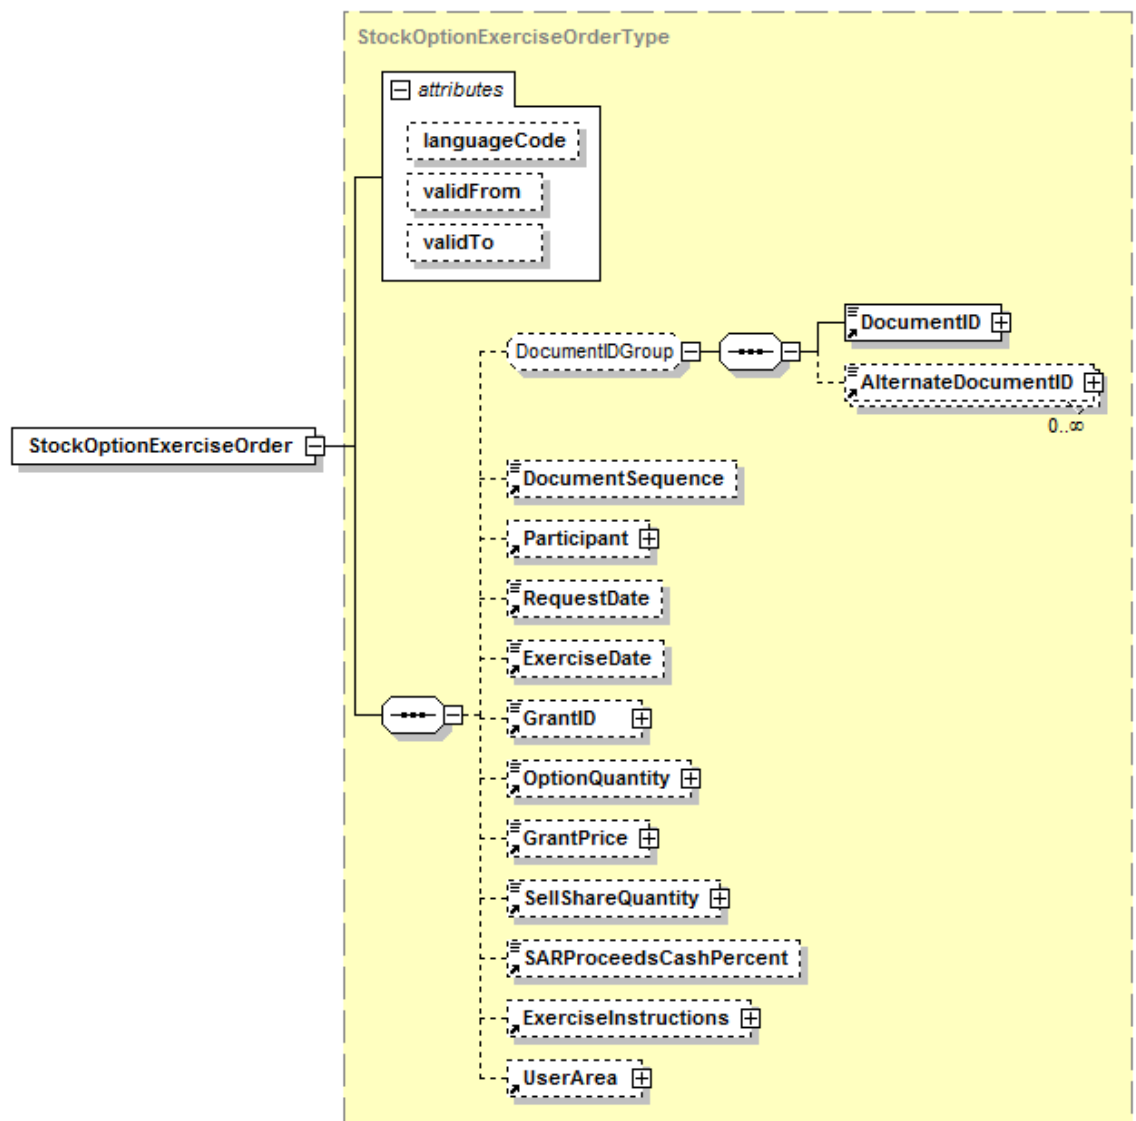 StockOptionExerciseOrderType
attributes
languageCode
validFrom
validTo
DocumentIDGroup
DocumentID
AlternateDocumentID
0..∞
StockOptionExerciseOrder
DocumentSequence
Participant
RequestDate
ExerciseDate
GrantID
OptionQuantity
GrantPrice
SellShareQuantity
SARProceedsCashPercent
ExerciseInstructions
UserArea